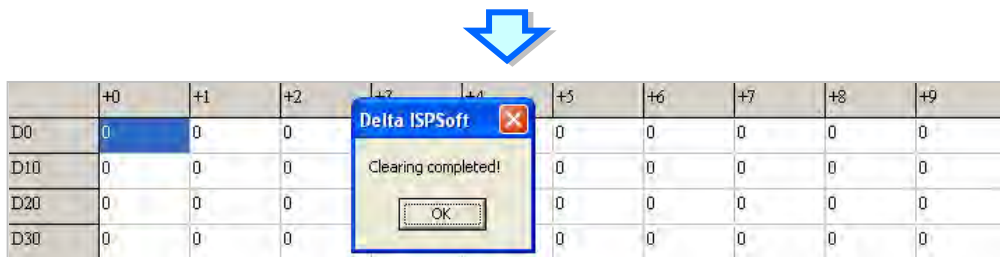 +0 +1 +2 +3 +4 +5 +6 +7 +8 +9
Delta ISPSoft
D0 0 0 0 0 0 0 0 0
Clearing completed!
D10 0 0 0 0 0 0 0 0
OK
D20 0 0 0 0 0 0 0 0
D30 0 0 0 0 0 0 0 0